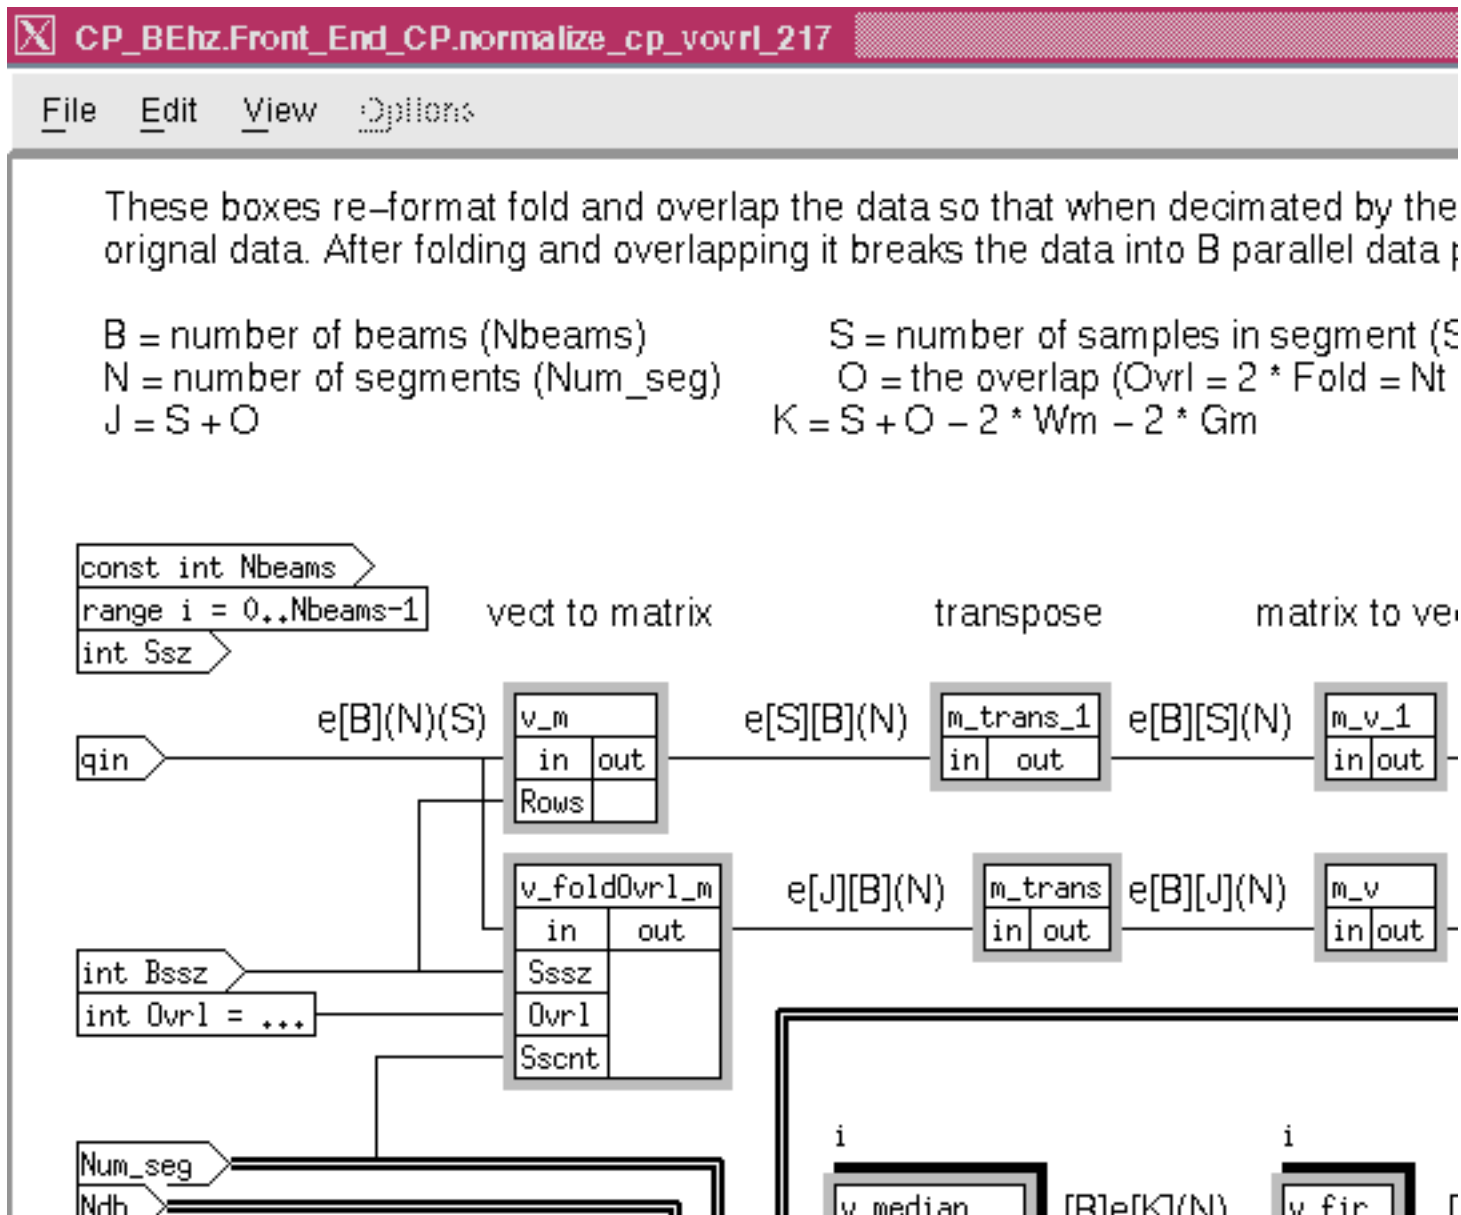 CP_BEhz.Front_End_CP.normalize_cp_vovrl_217
File Edit View Options
These boxes re–format fold and overlap the data so that when decimated by the
orignal data. After folding and overlapping it breaks the data into B parallel data
B = number of beams (Nbeams) S = number of samples in segment (S
N = number of segments (Num_seg) O = the overlap (Ovrl = 2 * Fold = Nt
J = S + O K = S + O – 2 * Wm – 2 * Gm
const int Nbeams
range i = 0..Nbeams-1
int Ssz
vect to matrix transpose matrix to
e[B](N)(S) v_m e[S][B](N) m_trans_1 e[B][S](N) m_v_1
qin in out in out in out
Rows
v_foldOvrl_m e[J][B](N) m_trans e[B][J](N) m_v
in out in out in out
int Bssz Sssz
int Ovrl = ... Ovrl
Sscnt
i i
Num_seg
Ndb v_median [B]e[K](N) v_fir